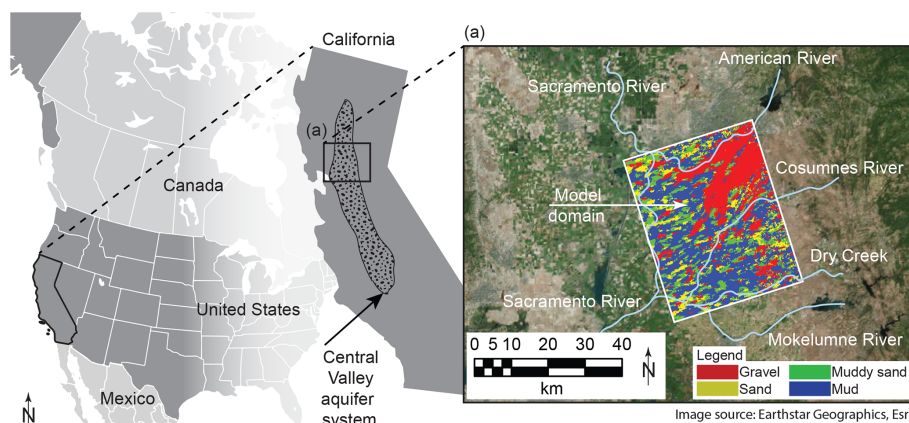 California
(a)
Canada
United States
Mexico
N
Central
Valley
aquifer
system
(a)
American River
Sacramento River
Cosumnes River
Model
domain
Dry Creek
Sacramento River
Mokelumne River
0 5 10 20 30 40
km
N
Legend
Gravel
Muddy sand
Sand
Mud
Image source: Earthstar Geographics, Esr